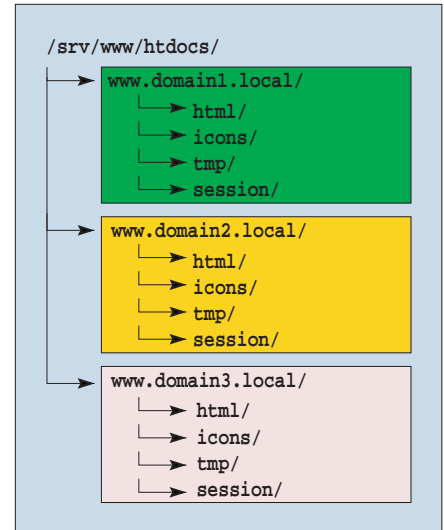 /srv/www/htdocs/
www.domain1.local/
html/
icons/
tmp/
session/
www.domain2.local/
html/
icons/
tmp/
session/
www.domain3.local/
html/
icons/
tmp/
session/